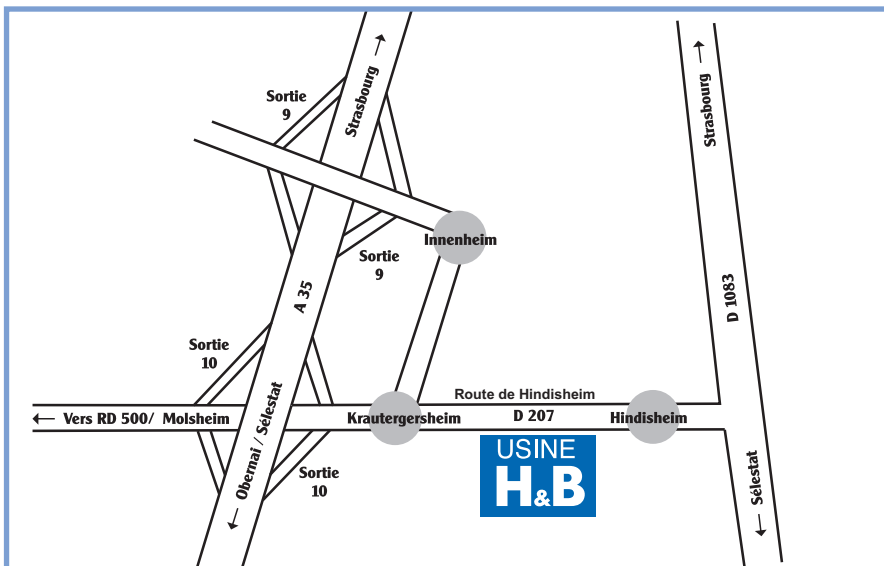 Strasbourg
Sortie
9
Strasbourg
Innenheim
Sortie
9
A 35
D 1083
Sortie
10
Route de Hindisheim
Vers RD 500/ Molsheim
Krautergersheim
D 207
Hindisheim
Obernai / Sélestat
USINE
H&B
Sortie
10
Sélestat